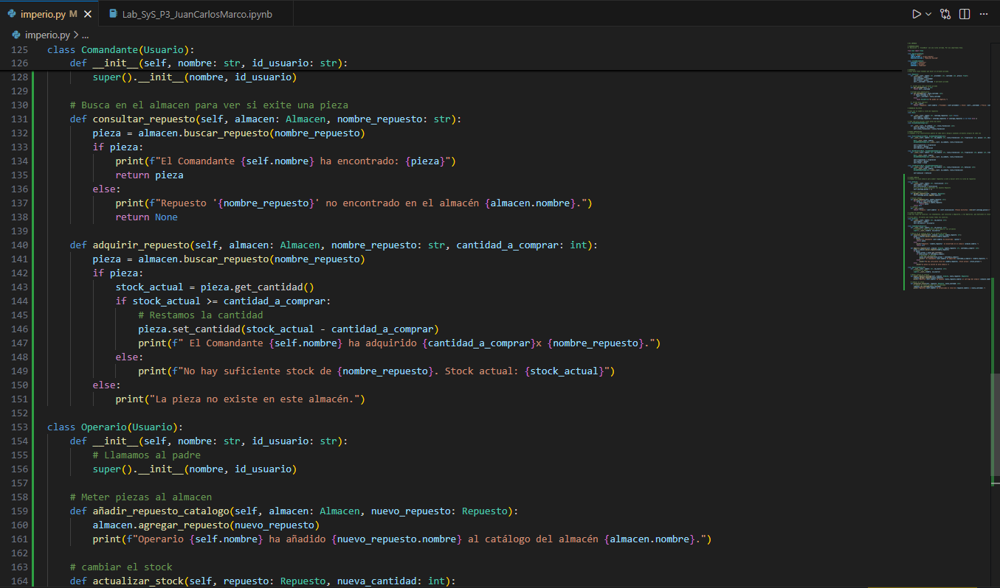 imperio.py M
Lab_SyS_P3_JuanCarlosMarco.ipynb
imperio.py > ...
125 class Comandante(Usuario):
126     def __init__(self, nombre: str, id_usuario: str):
128         super().__init__(nombre, id_usuario)
129
130     # Busca en el almacen para ver si exite una pieza
131     def consultar_repuesto(self, almacen: Almacen, nombre_repuesto: str):
132         pieza = almacen.buscar_repuesto(nombre_repuesto)
133         if pieza:
134             print(f"El Comandante {self.nombre} ha encontrado: {pieza}")
135             return pieza
136         else:
137             print(f"Repuesto '{nombre_repuesto}' no encontrado en el almacén {almacen.nombre}.")
138             return None
139
140     def adquirir_repuesto(self, almacen: Almacen, nombre_repuesto: str, cantidad_a_comprar: int):
141         pieza = almacen.buscar_repuesto(nombre_repuesto)
142         if pieza:
143             stock_actual = pieza.get_cantidad()
144             if stock_actual >= cantidad_a_comprar:
145                 # Restamos la cantidad
146                 pieza.set_cantidad(stock_actual - cantidad_a_comprar)
147                 print(f" El Comandante {self.nombre} ha adquirido {cantidad_a_comprar}x {nombre_repuesto}.")
148             else:
149                 print(f"No hay suficiente stock de {nombre_repuesto}. Stock actual: {stock_actual}")
150         else:
151             print("La pieza no existe en este almacén.")
152
153 class Operario(Usuario):
154     def __init__(self, nombre: str, id_usuario: str):
155         # Llamamos al padre
156         super().__init__(nombre, id_usuario)
157
158     # Meter piezas al almacen
159     def añadir_repuesto_catalogo(self, almacen: Almacen, nuevo_repuesto: Repuesto):
160         almacen.agregar_repuesto(nuevo_repuesto)
161         print(f"Operario {self.nombre} ha añadido {nuevo_repuesto.nombre} al catálogo del almacén {almacen.nombre}.")
162
163     # cambiar el stock
164     def actualizar_stock(self, repuesto: Repuesto, nueva_cantidad: int):